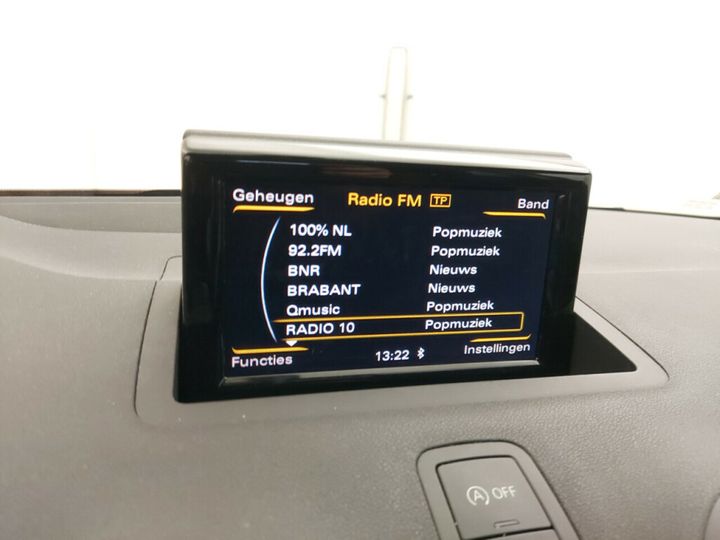 Geheugen Radio FM TP Band
100% NL Popmuziek
92.2FM Popmuziek
BNR Nieuws
BRABANT Nieuws
Qmusic Popmuziek
RADIO 10 Popmuziek
Functies 13:22 Instellingen
A OFF